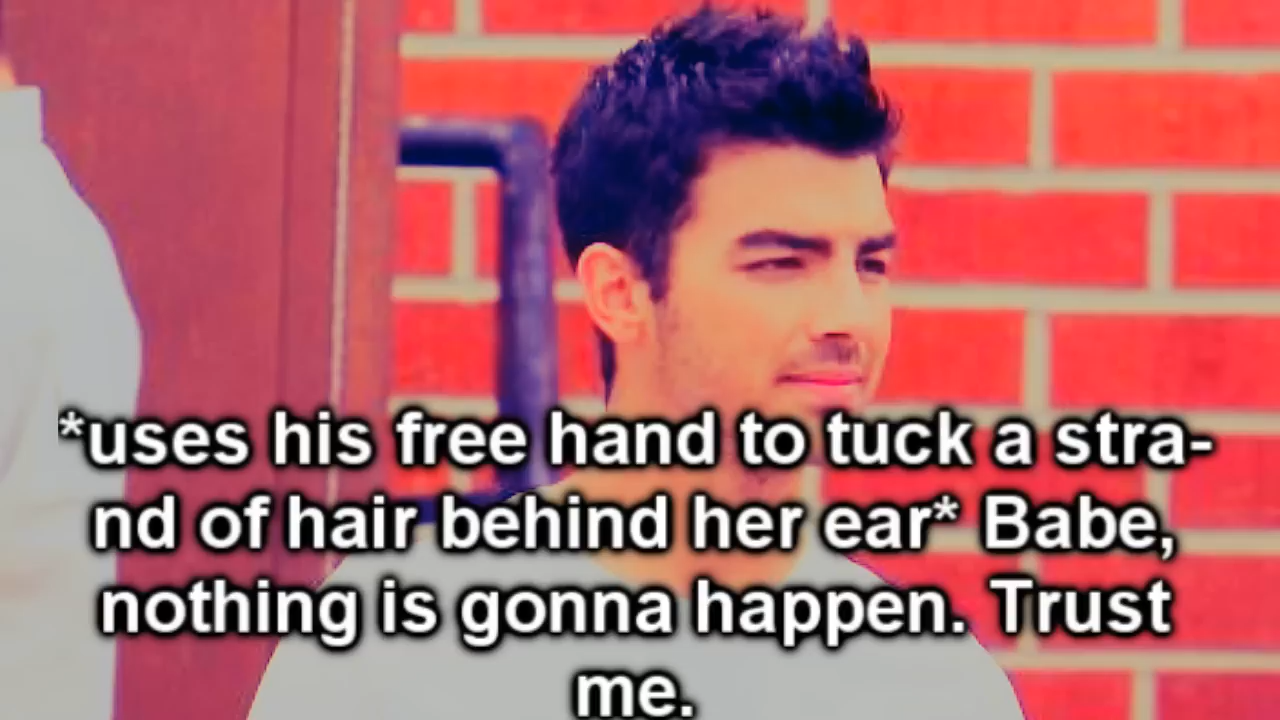 *uses his free hand to tuck a stra-
nd of hair behind her ear* Babe,
nothing is gonna happen. Trust
me.